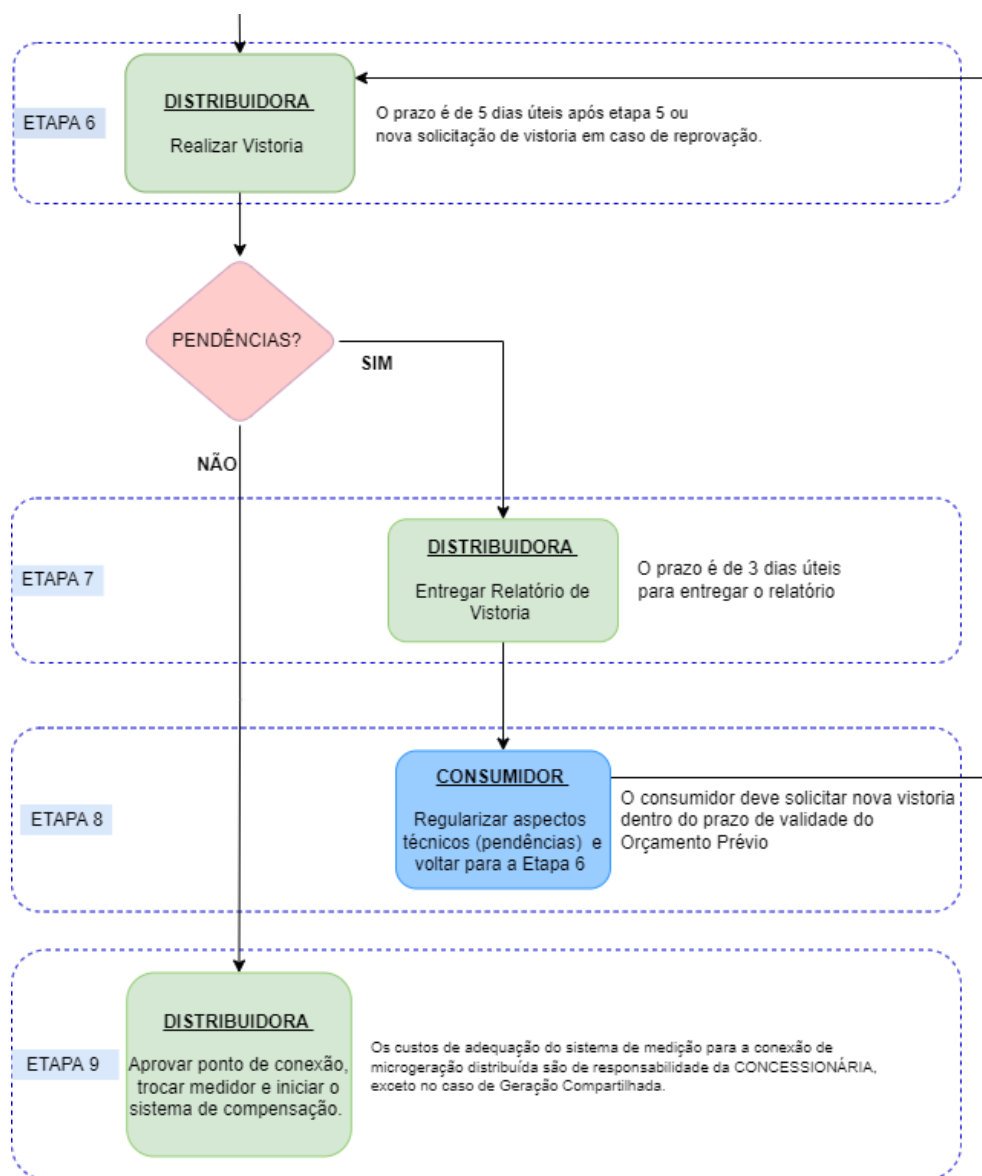 ETAPA 6
DISTRIBUIDORA
Realizar Vistoria
O prazo é de 5 dias úteis após etapa 5 ou
nova solicitação de vistoria em caso de reprovação.
PENDÊNCIAS?
SIM
NÃO
ETAPA 7
DISTRIBUIDORA
Entregar Relatório de
Vistoria
O prazo é de 3 dias úteis
para entregar o relatório
ETAPA 8
CONSUMIDOR
Regularizar aspectos
técnicos (pendências) e
voltar para a Etapa 6
O consumidor deve solicitar nova vistoria
dentro do prazo de validade do
Orçamento Prévio
ETAPA 9
DISTRIBUIDORA
Aprovar ponto de conexão,
trocar medidor e iniciar o
sistema de compensação.
Os custos de adequação do sistema de medição para a conexão de
microgeração distribuída são de responsabilidade da CONCESSIONÁRIA,
exceto no caso de Geração Compartilhada.